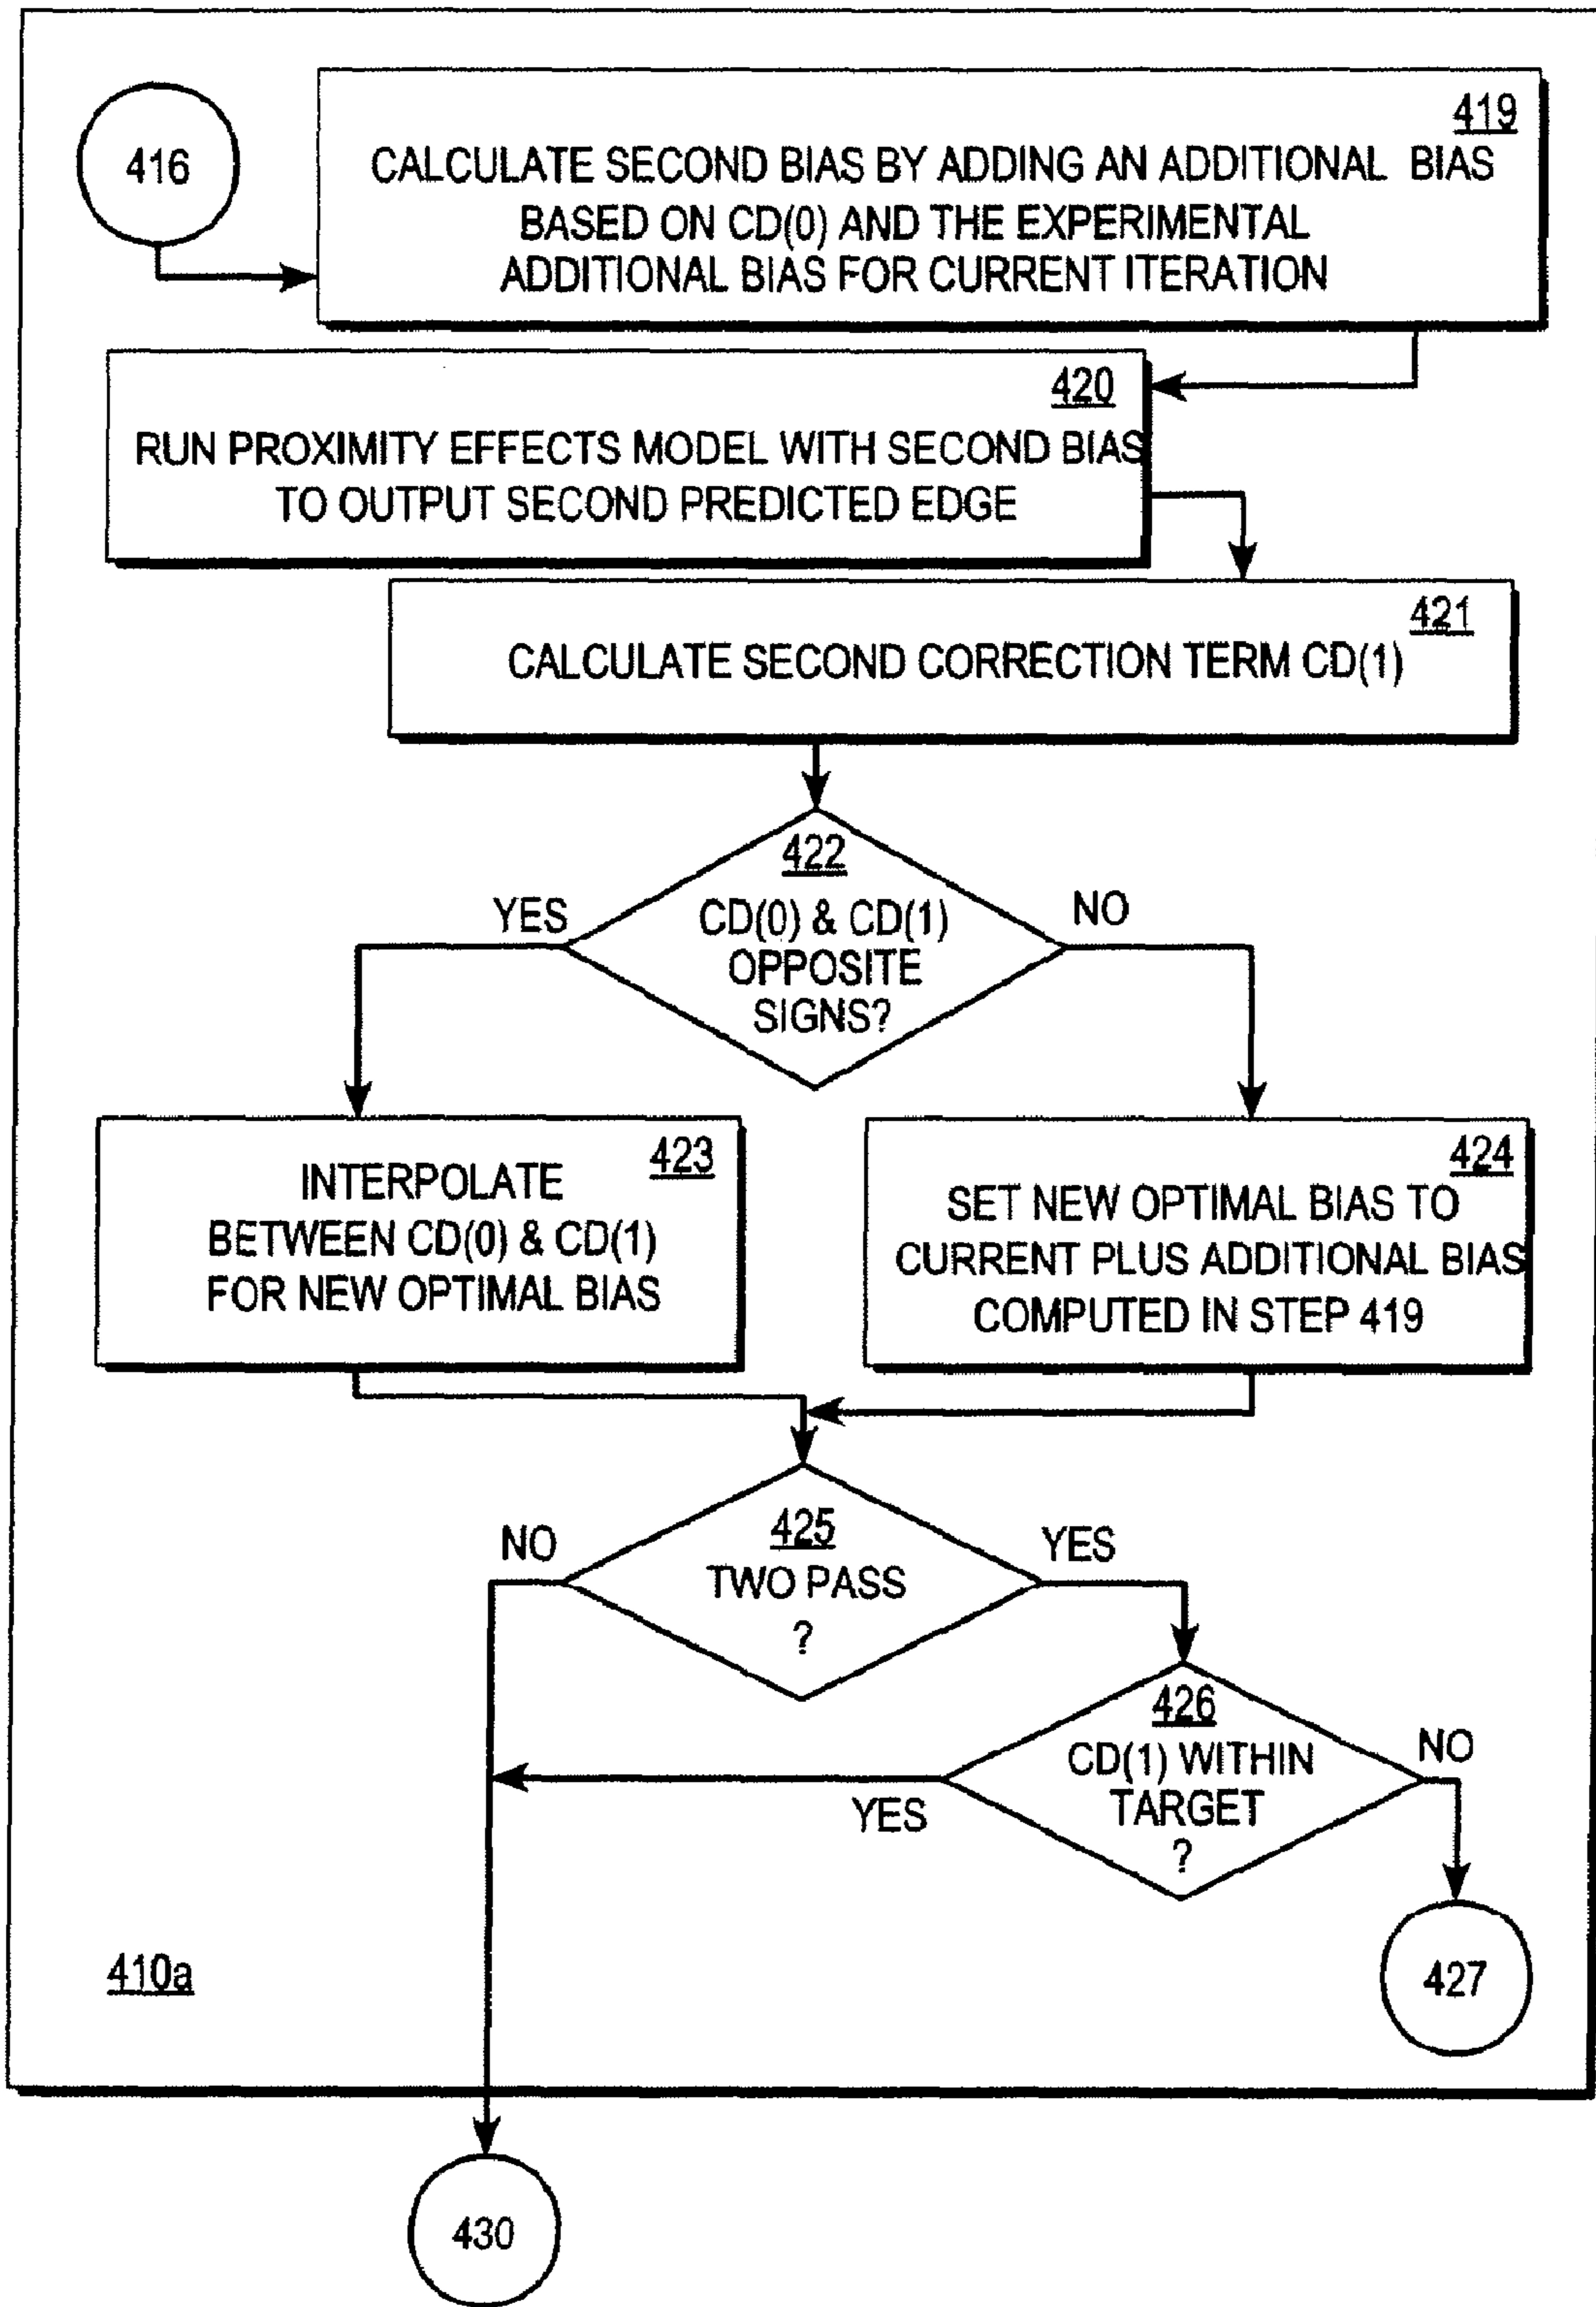 416
419
CALCULATE SECOND BIAS BY ADDING AN ADDITIONAL BIAS
BASED ON CD(0) AND THE EXPERIMENTAL
ADDITIONAL BIAS FOR CURRENT ITERATION
420
RUN PROXIMITY EFFECTS MODEL WITH SECOND BIAS
TO OUTPUT SECOND PREDICTED EDGE
421
CALCULATE SECOND CORRECTION TERM CD(1)
422
CD(0) & CD(1)
OPPOSITE
SIGNS?
YES
NO
423
INTERPOLATE
BETWEEN CD(0) & CD(1)
FOR NEW OPTIMAL BIAS
424
SET NEW OPTIMAL BIAS TO
CURRENT PLUS ADDITIONAL BIAS
COMPUTED IN STEP 419
425
TWO PASS
?
NO
YES
426
CD(1) WITHIN
TARGET
?
YES
NO
427
410a
430